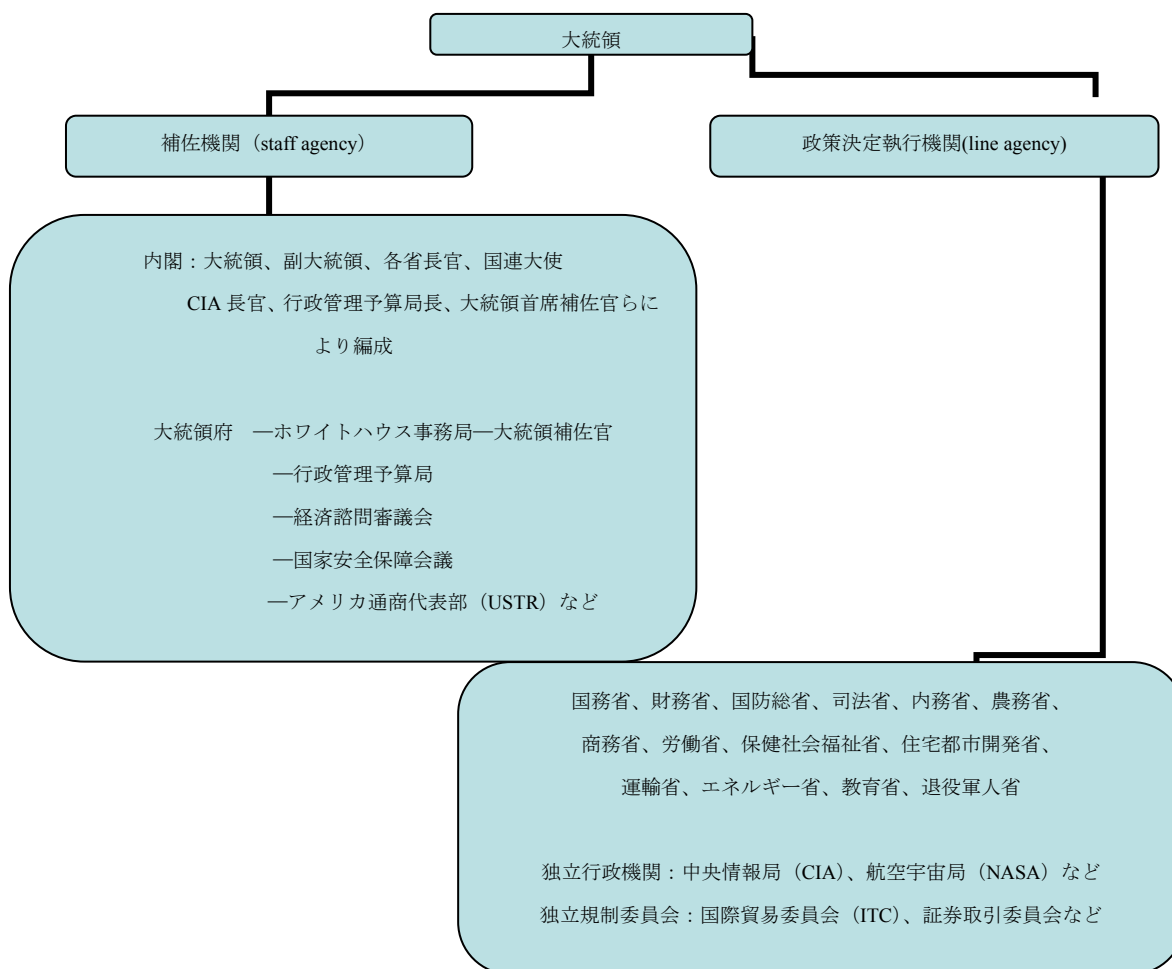 大統領
補佐機関（staff agency）
政策決定執行機関(line agency)
内閣：大統領、副大統領、各省長官、国連大使
CIA 長官、行政管理予算局長、大統領首席補佐官らに
より編成
大統領府　―ホワイトハウス事務局―大統領補佐官
―行政管理予算局
―経済諮問審議会
―国家安全保障会議
―アメリカ通商代表部（USTR）など
国務省、財務省、国防総省、司法省、内務省、農務省、
商務省、労働省、保健社会福祉省、住宅都市開発省、
運輸省、エネルギー省、教育省、退役軍人省
独立行政機関：中央情報局（CIA）、航空宇宙局（NASA）など
独立規制委員会：国際貿易委員会（ITC）、証券取引委員会など